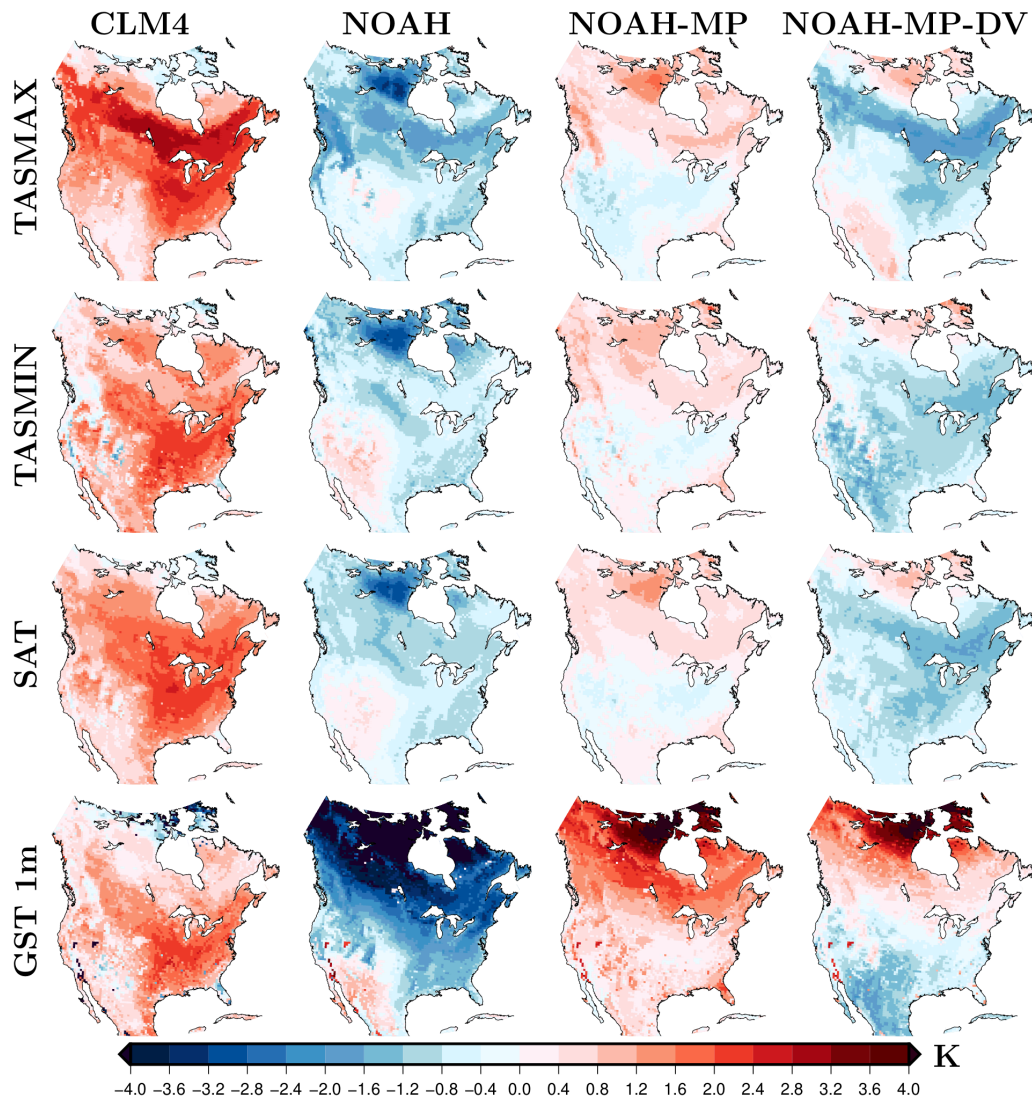 CLM4 NOAH NOAH-MP NOAH-MP-DV
TASMAX
TASMIN
SAT
GST 1m
K
−4.0 −3.6 −3.2 −2.8 −2.4 −2.0 −1.6 −1.2 −0.8 −0.4 0.0 0.4 0.8 1.2 1.6 2.0 2.4 2.8 3.2 3.6 4.0